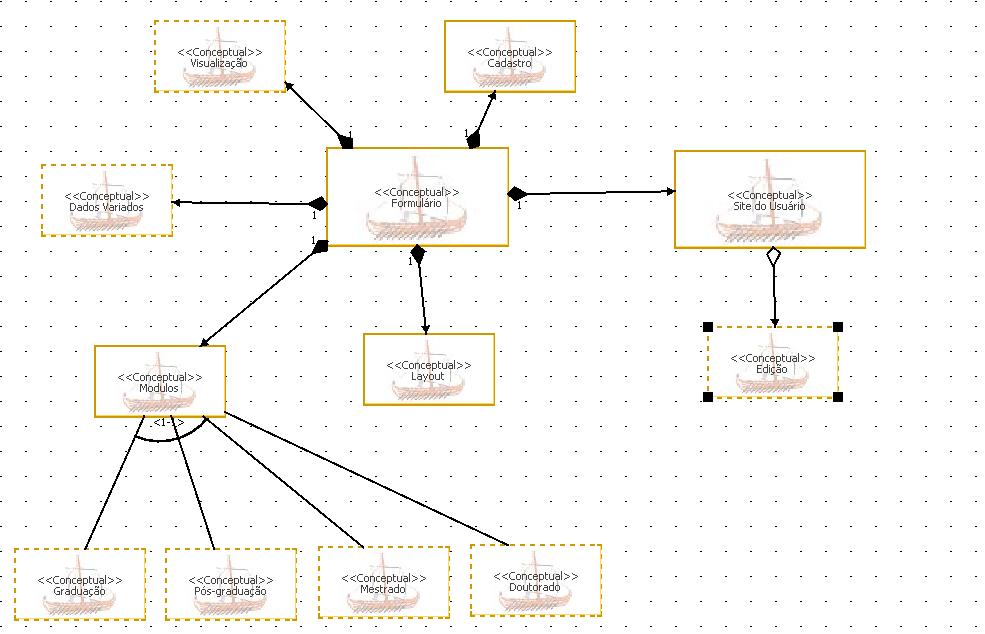 <<Conceptual>>
Visualização
<<Conceptual>>
Cadastro
1
1
<<Conceptual>>
Dados Variados
1
<<Conceptual>>
Formulário
1
<<Conceptual>>
Site do Usuário
1
1
<<Conceptual>>
Modulos
<1-1>
<<Conceptual>>
Layout
<<Conceptual>>
Edição
<<Conceptual>>
Graduação
<<Conceptual>>
Pós-graduação
<<Conceptual>>
Mestrado
<<Conceptual>>
Doutorado